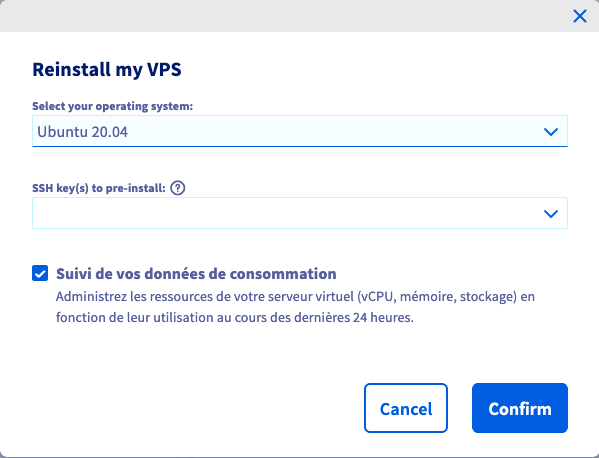 Reinstall my VPS
Select your operating system:
Ubuntu 20.04
SSH key(s) to pre-install: ?
Suivi de vos données de consommation
Administrez les ressources de votre serveur virtuel (vCPU, mémoire, stockage) en
fonction de leur utilisation au cours des dernières 24 heures.
Cancel
Confirm